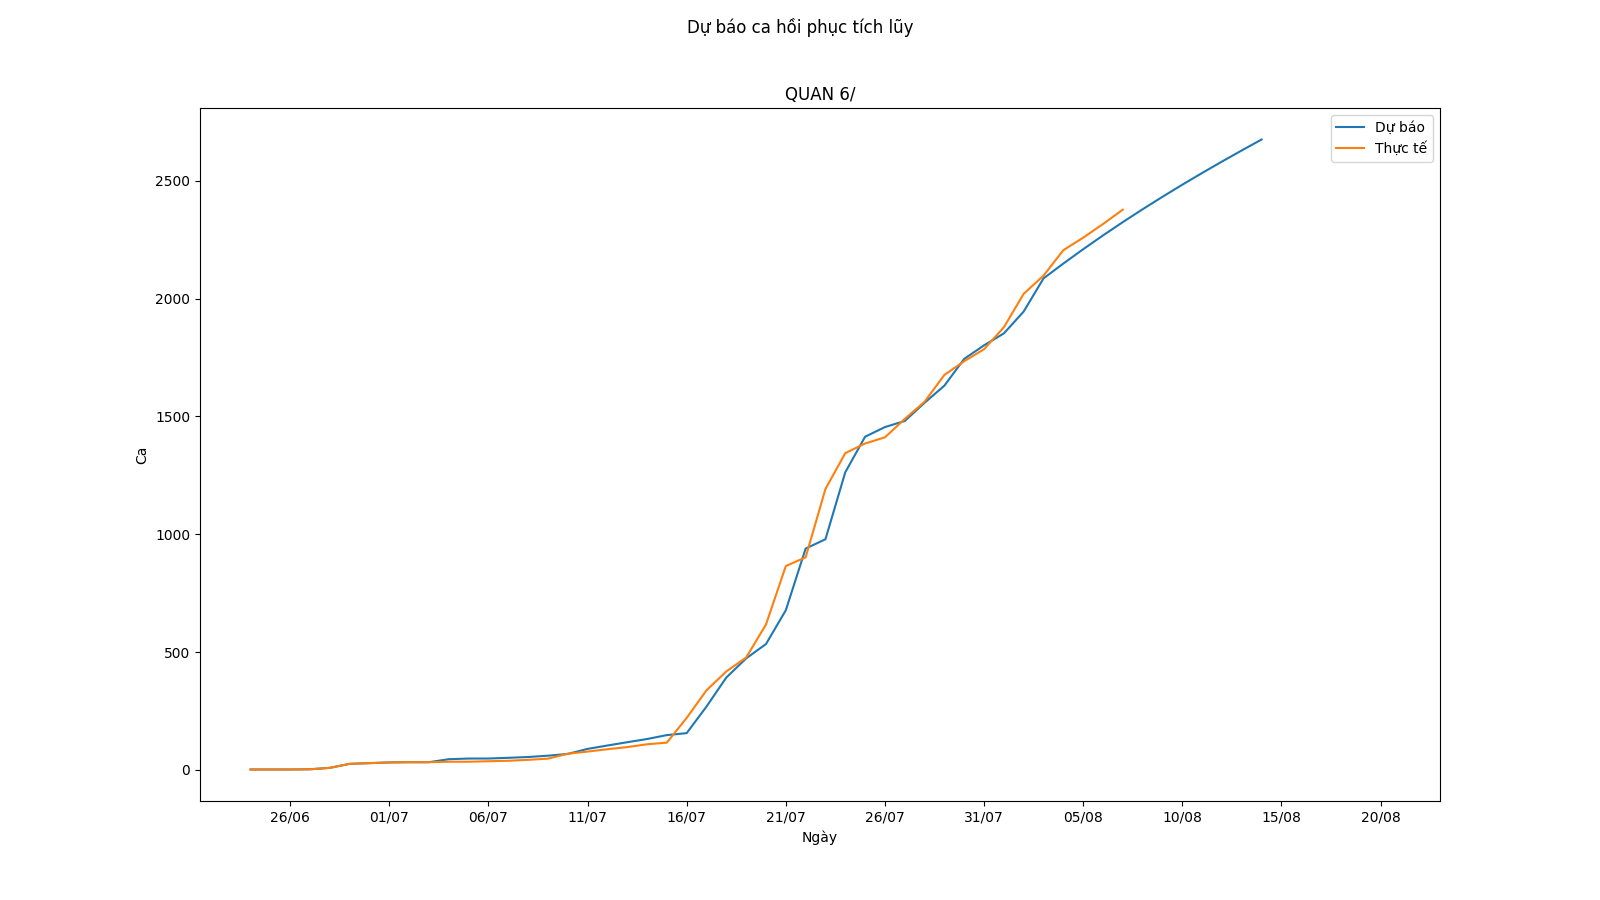 Dự báo ca hồi phục tích lũy
QUAN 6/
Dự báo
Thực tế
2500
2000
1500
1000
500
0
Ca
26/06 01/07 06/07 11/07 16/07 21/07 26/07 31/07 05/08 10/08 15/08 20/08
Ngày